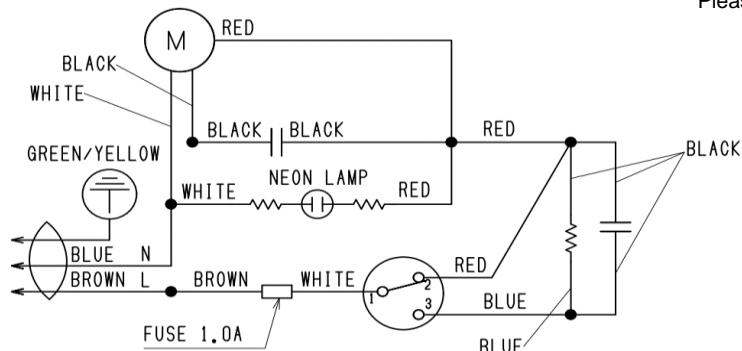 Pleas
RED
M
BLACK
WHITE
BLACK BLACK
RED
BLACK
GREEN/YELLOW
NEON LAMP
WHITE
RED
BLUE N
RED
BROWN L
BROWN
WHITE
1
2
3
BLUE
FUSE 1.0A
BLUE